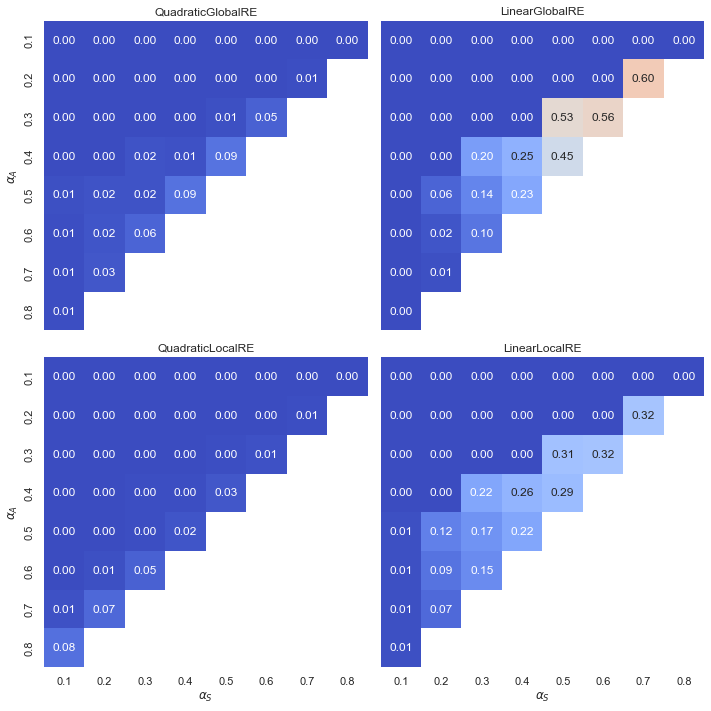 QuadraticGlobalRE
0.1 0.00 0.00 0.00 0.00 0.00 0.00 0.00 0.00
0.2 0.00 0.00 0.00 0.00 0.00 0.00 0.01
0.3 0.00 0.00 0.00 0.00 0.01 0.05
0.4 0.00 0.00 0.02 0.01 0.09
α_A
0.5 0.01 0.02 0.02 0.09
0.6 0.01 0.02 0.06
0.7 0.01 0.03
0.8 0.01
LinearGlobalRE
0.00 0.00 0.00 0.00 0.00 0.00 0.00 0.00
0.00 0.00 0.00 0.00 0.00 0.00 0.60
0.00 0.00 0.00 0.00 0.53 0.56
0.00 0.00 0.20 0.25 0.45
0.00 0.06 0.14 0.23
0.00 0.02 0.10
0.00 0.01
0.00
QuadraticLocalRE
0.1 0.00 0.00 0.00 0.00 0.00 0.00 0.00 0.00
0.2 0.00 0.00 0.00 0.00 0.00 0.00 0.01
0.3 0.00 0.00 0.00 0.00 0.00 0.01
0.4 0.00 0.00 0.00 0.00 0.03
α_A
0.5 0.00 0.00 0.00 0.02
0.6 0.00 0.01 0.05
0.7 0.01 0.07
0.8 0.08
0.1 0.2 0.3 0.4 0.5 0.6 0.7 0.8
α_S
LinearLocalRE
0.00 0.00 0.00 0.00 0.00 0.00 0.00 0.00
0.00 0.00 0.00 0.00 0.00 0.00 0.32
0.00 0.00 0.00 0.00 0.31 0.32
0.00 0.00 0.22 0.26 0.29
0.01 0.12 0.17 0.22
0.01 0.09 0.15
0.01 0.07
0.01
0.1 0.2 0.3 0.4 0.5 0.6 0.7 0.8
α_S